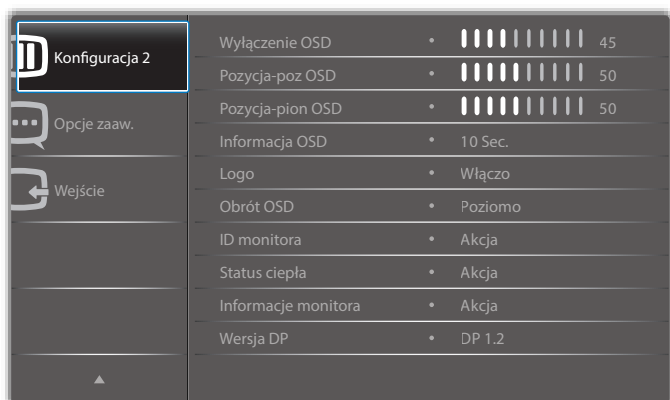 Konfiguracja 2
Opcje zaaw.
Wejście
Wyłączenie OSD • 45
Pozycja-poz OSD • 50
Pozycja-pion OSD • 50
Informacja OSD • 10 Sec.
Logo • Włączo
Obrót OSD • Poziomo
ID monitora • Akcja
Status ciepła • Akcja
Informacje monitora • Akcja
Wersja DP • DP 1.2